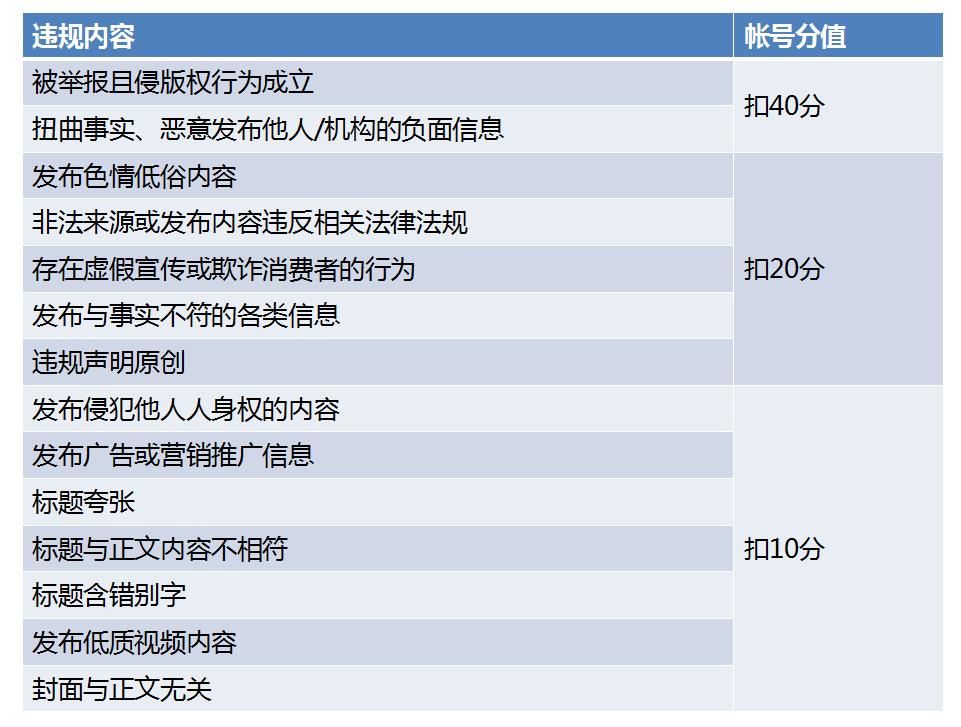 违规内容 帐号分值
被举报且侵版权行为成立
扣40分
扭曲事实、恶意发布他人/机构的负面信息
发布色情低俗内容
非法来源或发布内容违反相关法律法规
存在虚假宣传或欺诈消费者的行为
扣20分
发布与事实不符的各类信息
违规声明原创
发布侵犯他人人身权的内容
发布广告或营销推广信息
标题夸张
标题与正文内容不相符
扣10分
标题含错别字
发布低质视频内容
封面与正文无关